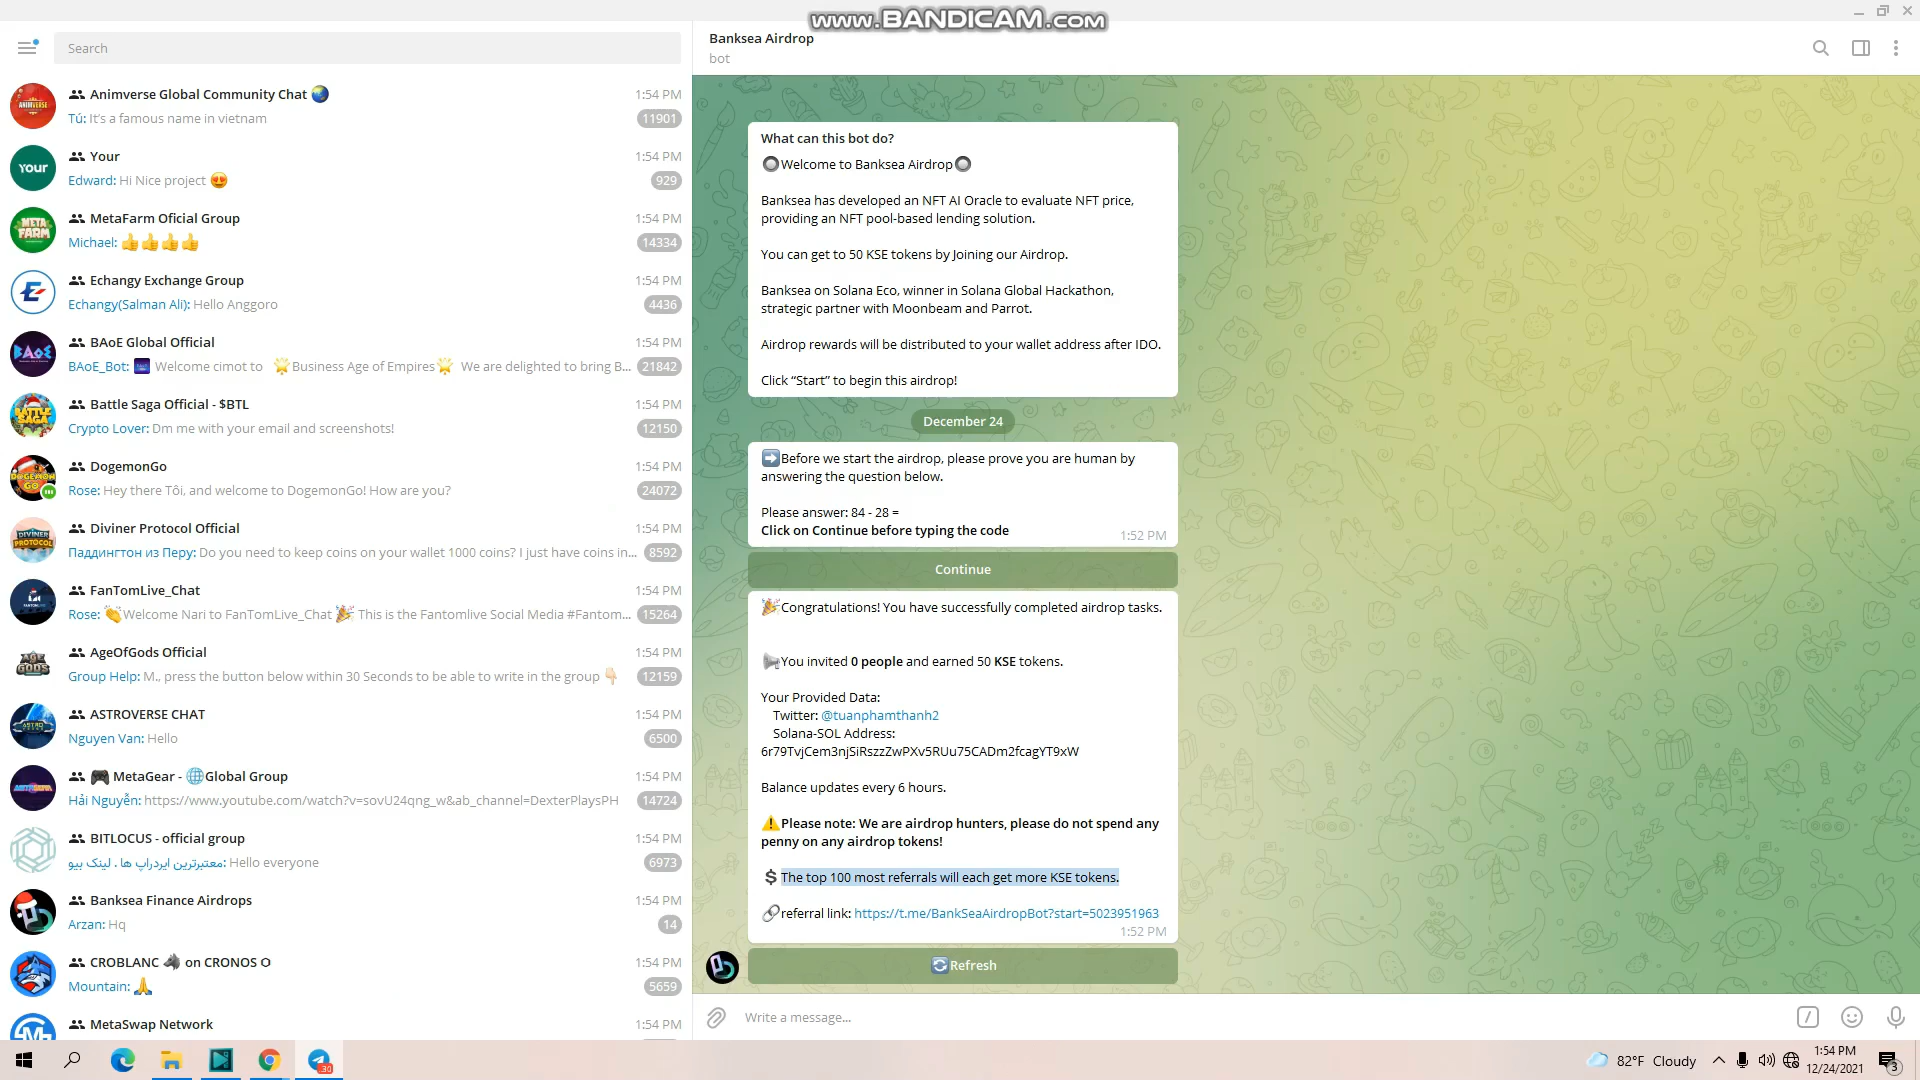 www.BANDICAM.com
Search
Animverse Global Community Chat
1:54 PM
Tú: It's a famous name in vietnam
11901
Your
1:54 PM
Edward: Hi Nice project
929
MetaFarm Oficial Group
1:54 PM
Michael:
14334
Echangy Exchange Group
1:54 PM
Echangy(Salman Ali): Hello Anggoro
4436
BAoE Global Official
1:54 PM
BAoE_Bot: Welcome cimot to Business Age of Empires We are delighted to bring B...
21842
Battle Saga Official - $BTL
1:54 PM
Crypto Lover: Dm me with your email and screenshots!
12150
DogemonGo
1:54 PM
Rose: Hey there Tôi, and welcome to DogemonGo! How are you?
24072
Diviner Protocol Official
1:54 PM
Паддингтон из Перу: Do you need to keep coins on your wallet 1000 coins? I just have coins in...
8592
FanTomLive_Chat
1:54 PM
Rose: Welcome Nari to FanTomLive_Chat This is the Fantomlive Social Media #Fantom...
15264
AgeOfGods Official
1:54 PM
Group Help: M,, press the button below within 30 Seconds to be able to write in the group
12159
ASTROVERSE CHAT
1:54 PM
Nguyen Van: Hello
6500
MetaGear - Global Group
1:54 PM
Hải Nguyễn: https://www.youtube.com/watch?v=sovU24qng_w&ab_channel=DexterPlaysPH
14724
BITLOCUS - official group
1:54 PM
معتبرترین ایردراپ ها . لینک بیو: Hello everyone
6973
Banksea Finance Airdrops
1:54 PM
Arzan: Hq
14
CROBLANC on CRONOS
1:54 PM
Mountain:
5659
MetaSwap Network
1:54 PM
Banksea Airdrop
bot
What can this bot do?
Welcome to Banksea Airdrop
Banksea has developed an NFT AI Oracle to evaluate NFT price,
providing an NFT pool-based lending solution.
You can get to 50 KSE tokens by Joining our Airdrop.
Banksea on Solana Eco, winner in Solana Global Hackathon,
strategic partner with Moonbeam and Parrot.
Airdrop rewards will be distributed to your wallet address after IDO.
Click “Start” to begin this airdrop!
December 24
Before we start the airdrop, please prove you are human by
answering the question below.
Please answer: 84 - 28 =
Click on Continue before typing the code
1:52 PM
Continue
Congratulations! You have successfully completed airdrop tasks.
You invited 0 people and earned 50 KSE tokens.
Your Provided Data:
Twitter: @tuanphamthanh2
Solana-SOL Address:
6r79TvjCem3njSiRszzZwPXv5RUu75CADm2fcagYT9xW
Balance updates every 6 hours.
Please note: We are airdrop hunters, please do not spend any
penny on any airdrop tokens!
The top 100 most referrals will each get more KSE tokens.
referral link: https://t.me/BankSeaAirdropBot?start=5023951963
1:52 PM
Refresh
Write a message...
82°F Cloudy
1:54 PM
12/24/2021